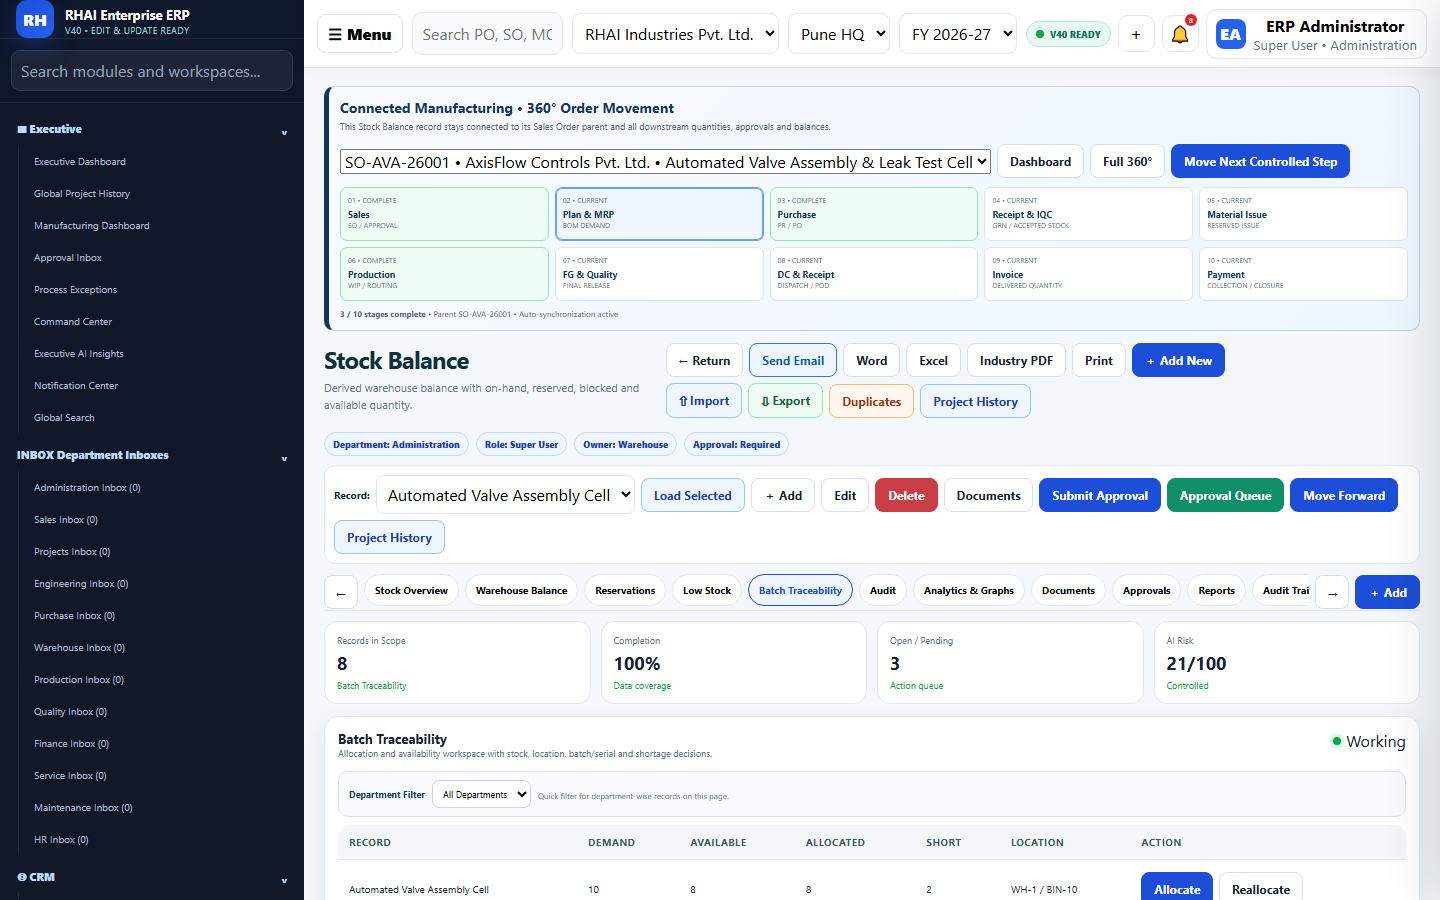 RH
RHAI Enterprise ERP
V40 • EDIT & UPDATE READY
Search modules and workspaces...
Executive
Executive Dashboard
Global Project History
Manufacturing Dashboard
Approval Inbox
Process Exceptions
Command Center
Executive AI Insights
Notification Center
Global Search
INBOX Department Inboxes
Administration Inbox (0)
Sales Inbox (0)
Projects Inbox (0)
Engineering Inbox (0)
Purchase Inbox (0)
Warehouse Inbox (0)
Production Inbox (0)
Quality Inbox (0)
Finance Inbox (0)
Service Inbox (0)
Maintenance Inbox (0)
HR Inbox (0)
CRM
☰ Menu
Search PO, SO, MC
RHAI Industries Pvt. Ltd.
Pune HQ
FY 2026-27
V40 READY
+
8
EA
ERP Administrator
Super User • Administration
Connected Manufacturing • 360° Order Movement
This Stock Balance record stays connected to its Sales Order parent and all downstream quantities, approvals and balances.
SO-AVA-26001 • AxisFlow Controls Pvt. Ltd. • Automated Valve Assembly & Leak Test Cell
Dashboard
Full 360°
Move Next Controlled Step
01 • COMPLETE
Sales
SO / APPROVAL
02 • CURRENT
Plan & MRP
BOM DEMAND
03 • COMPLETE
Purchase
PR / PO
04 • CURRENT
Receipt & IQC
GRN / ACCEPTED STOCK
05 • CURRENT
Material Issue
RESERVED ISSUE
06 • COMPLETE
Production
WIP / ROUTING
07 • CURRENT
FG & Quality
FINAL RELEASE
08 • CURRENT
DC & Receipt
DISPATCH / POD
09 • CURRENT
Invoice
DELIVERED QUANTITY
10 • CURRENT
Payment
COLLECTION / CLOSURE
3 / 10 stages complete • Parent SO-AVA-26001 • Auto-synchronization active
Stock Balance
Derived warehouse balance with on-hand, reserved, blocked and
available quantity.
← Return
Send Email
Word
Excel
Industry PDF
Print
+ Add New
⇧ Import
⇩ Export
Duplicates
Project History
Department: Administration
Role: Super User
Owner: Warehouse
Approval: Required
Record:
Automated Valve Assembly Cell
Load Selected
+ Add
Edit
Delete
Documents
Submit Approval
Approval Queue
Move Forward
Project History
←
Stock Overview
Warehouse Balance
Reservations
Low Stock
Batch Traceability
Audit
Analytics & Graphs
Documents
Approvals
Reports
Audit Trai
→
+ Add
Records in Scope
8
Batch Traceability
Completion
100%
Data coverage
Open / Pending
3
Action queue
AI Risk
21/100
Controlled
Batch Traceability
Allocation and availability workspace with stock, location, batch/serial and shortage decisions.
Working
Department Filter
All Departments
Quick filter for department-wise records on this page.
RECORD DEMAND AVAILABLE ALLOCATED SHORT LOCATION ACTION
Automated Valve Assembly Cell 10 8 8 2 WH-1 / BIN-10 Allocate Reallocate